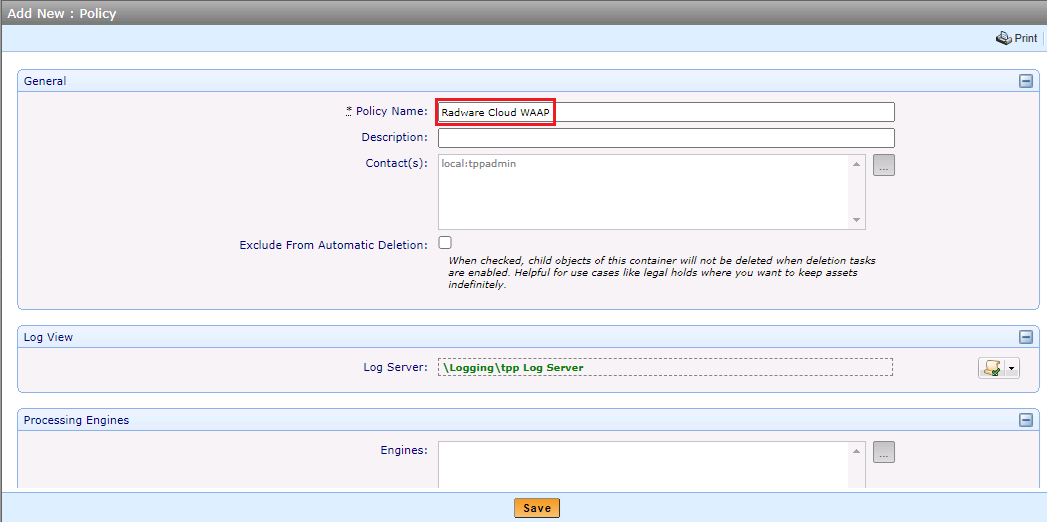 Add New : Policy
Print
General
* Policy Name: Radware Cloud WAAP
Description:
Contact(s): local:tppadmin
...
Exclude From Automatic Deletion:
When checked, child objects of this container will not be deleted when deletion tasks
are enabled. Helpful for use cases like legal holds where you want to keep assets
indefinitely.
Log View
Log Server: \Logging\tpp Log Server
Processing Engines
Engines:
...
Save